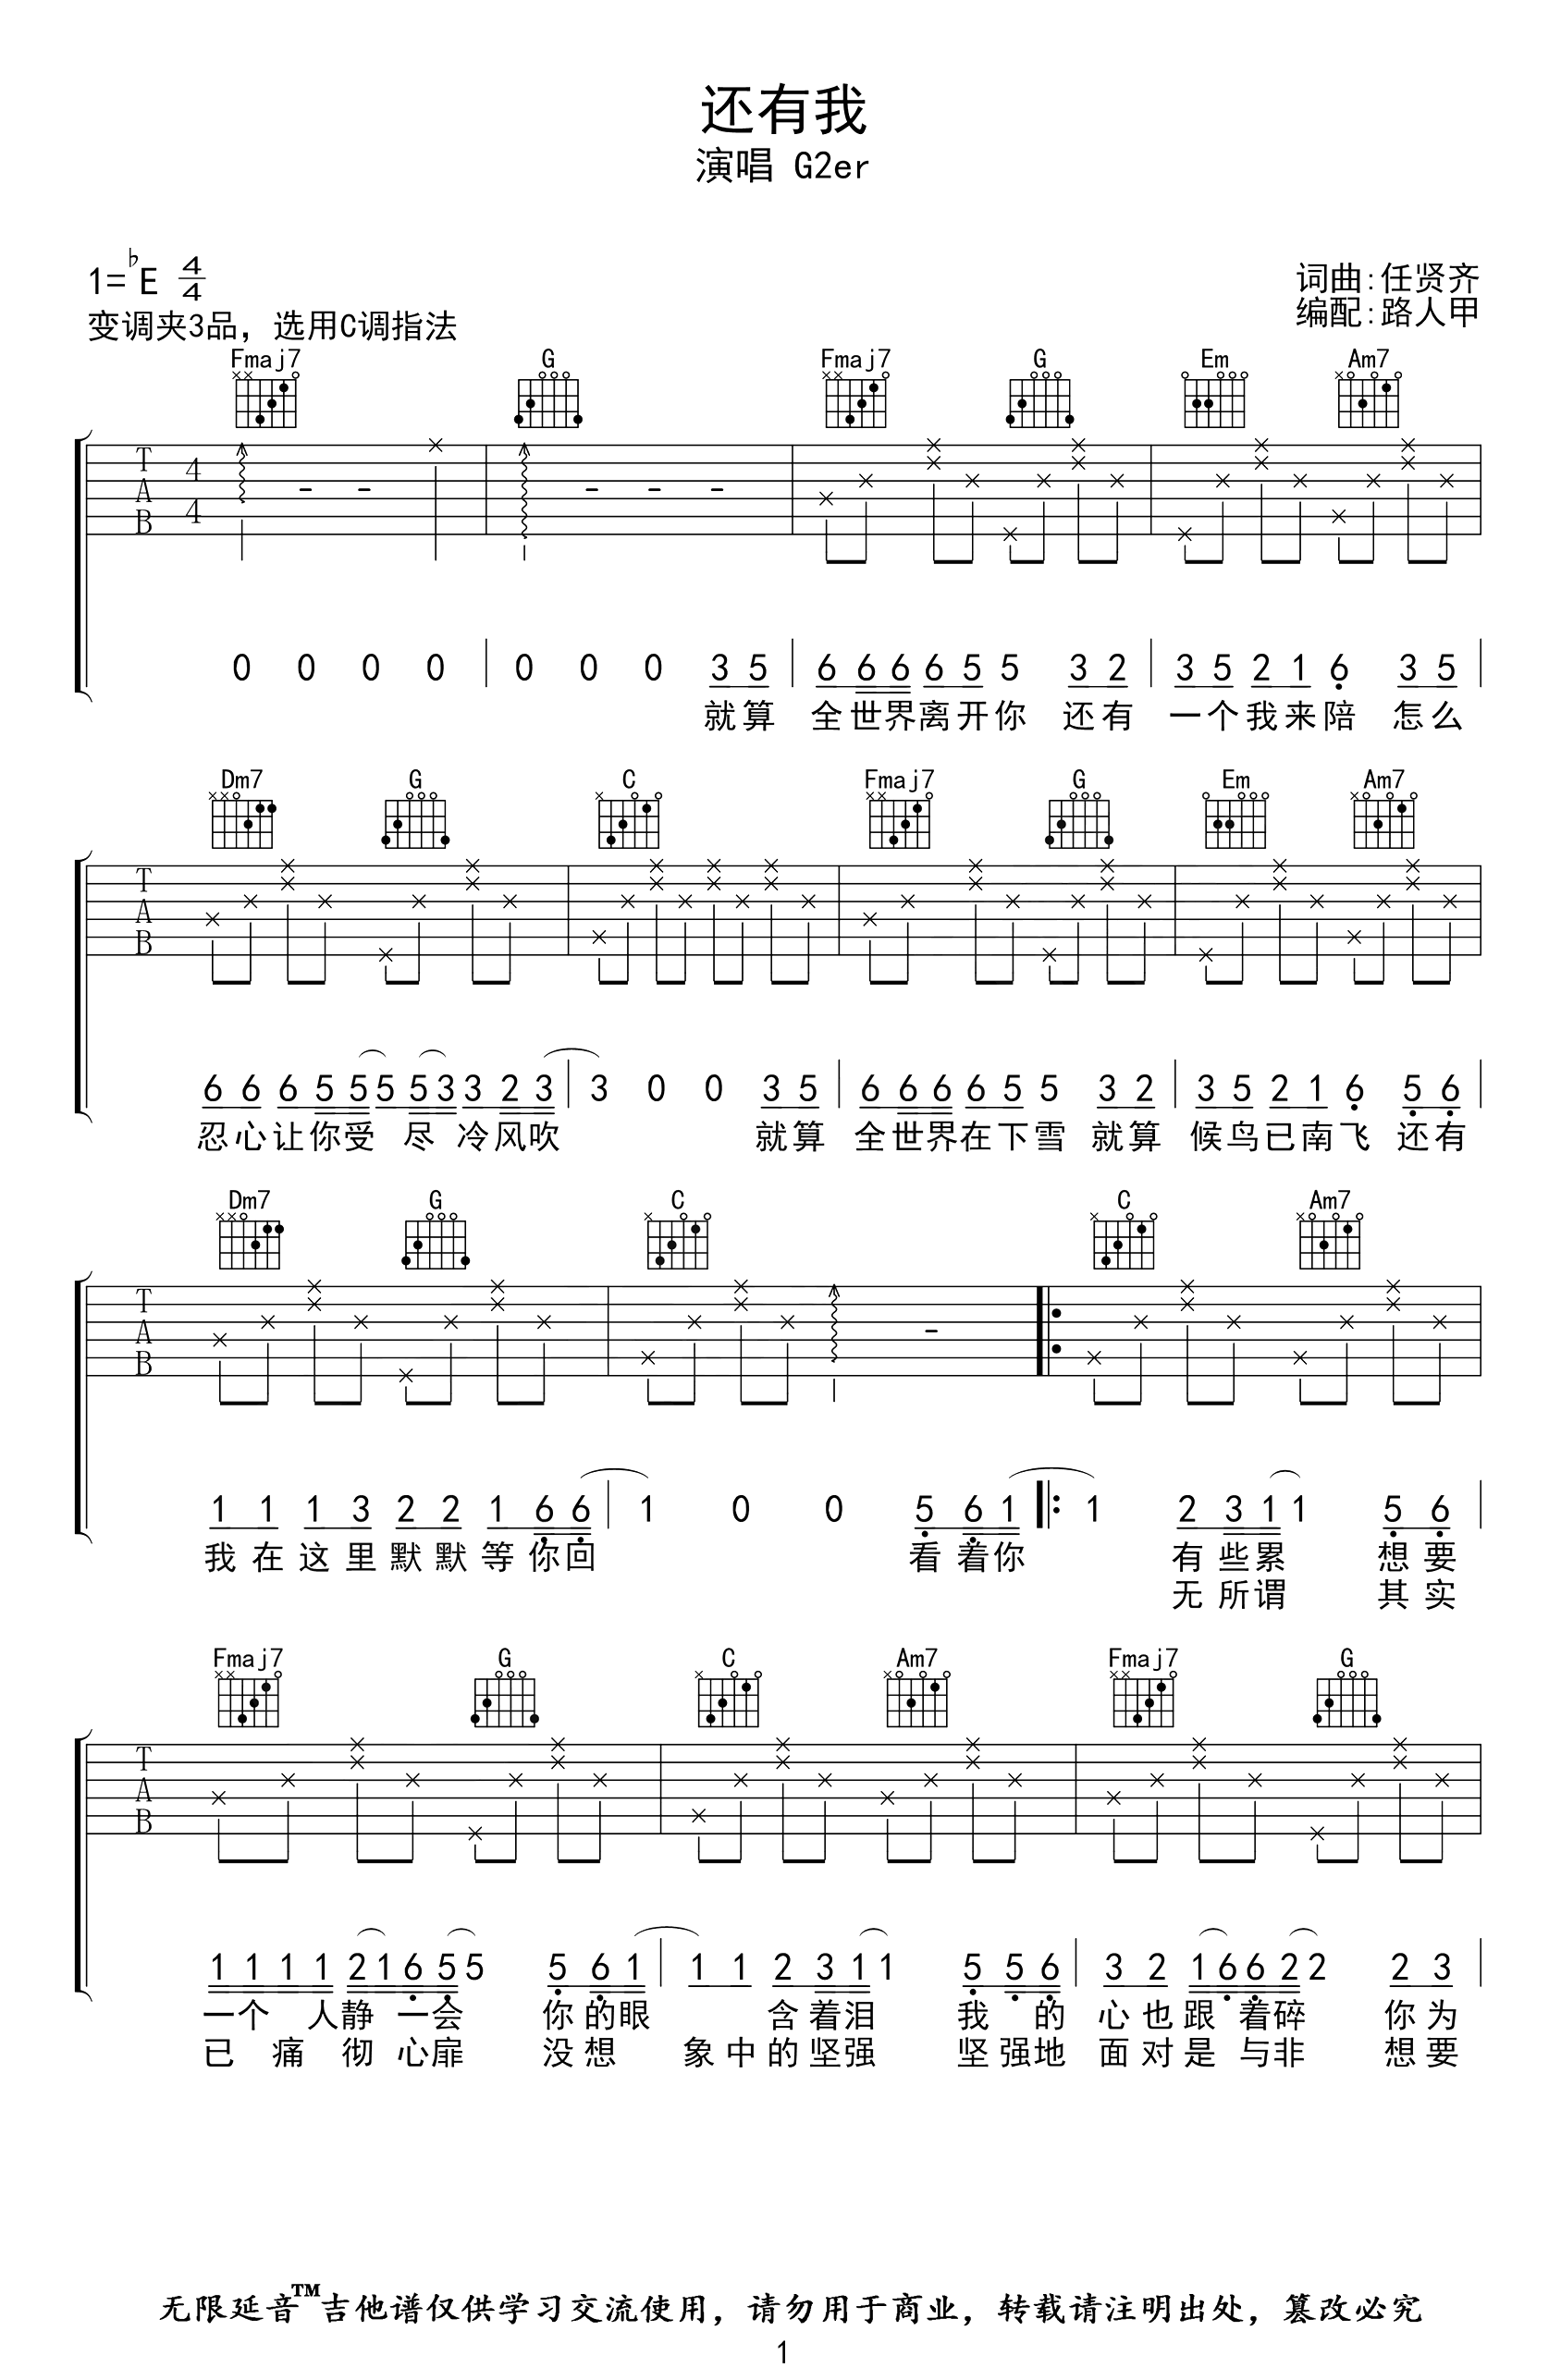 还有我
演唱 G2er
1=♭E 4/4
词曲:任贤齐
变调夹3品，选用C调指法
编配:路人甲
Fmaj7 G Fmaj7 G Em Am7
T A B 4 4
0 0 0 0 0 0 0 3 5 6 6 6 6 5 5 3 2 3 5 2 1 6 3 5
就算 全世界离开你 还有 一个我来陪 怎么
Dm7 G C Fmaj7 G Em Am7
T A B
6 6 6 5 5 5 5 3 3 2 3 3 0 0 3 5 6 6 6 6 5 5 3 2 3 5 2 1 6 5 6
忍心让你受 尽 冷风吹 就算 全世界在下雪 就算 候鸟已南飞 还有
Dm7 G C C Am7
T A B
1 1 1 3 2 2 1 6 6 1 0 0 5 6 1 1 2 3 1 1 5 6
我在这里默默等你回 看着你 有些累 想要
无所谓 其实
Fmaj7 G C Am7 Fmaj7 G
T A B
1 1 1 1 2 1 6 5 5 5 6 1 1 1 2 3 1 1 5 5 6 3 2 1 6 6 2 2 2 3
一个 人静 一会 你的眼 含着泪 我 的 心也跟 着碎 你为
已 痛 彻 心扉 没想 象中的坚强 坚强地 面对是 与非 想要
无限延音™吉他谱仅供学习交流使用，请勿用于商业，转载请注明出处，篡改必究
1